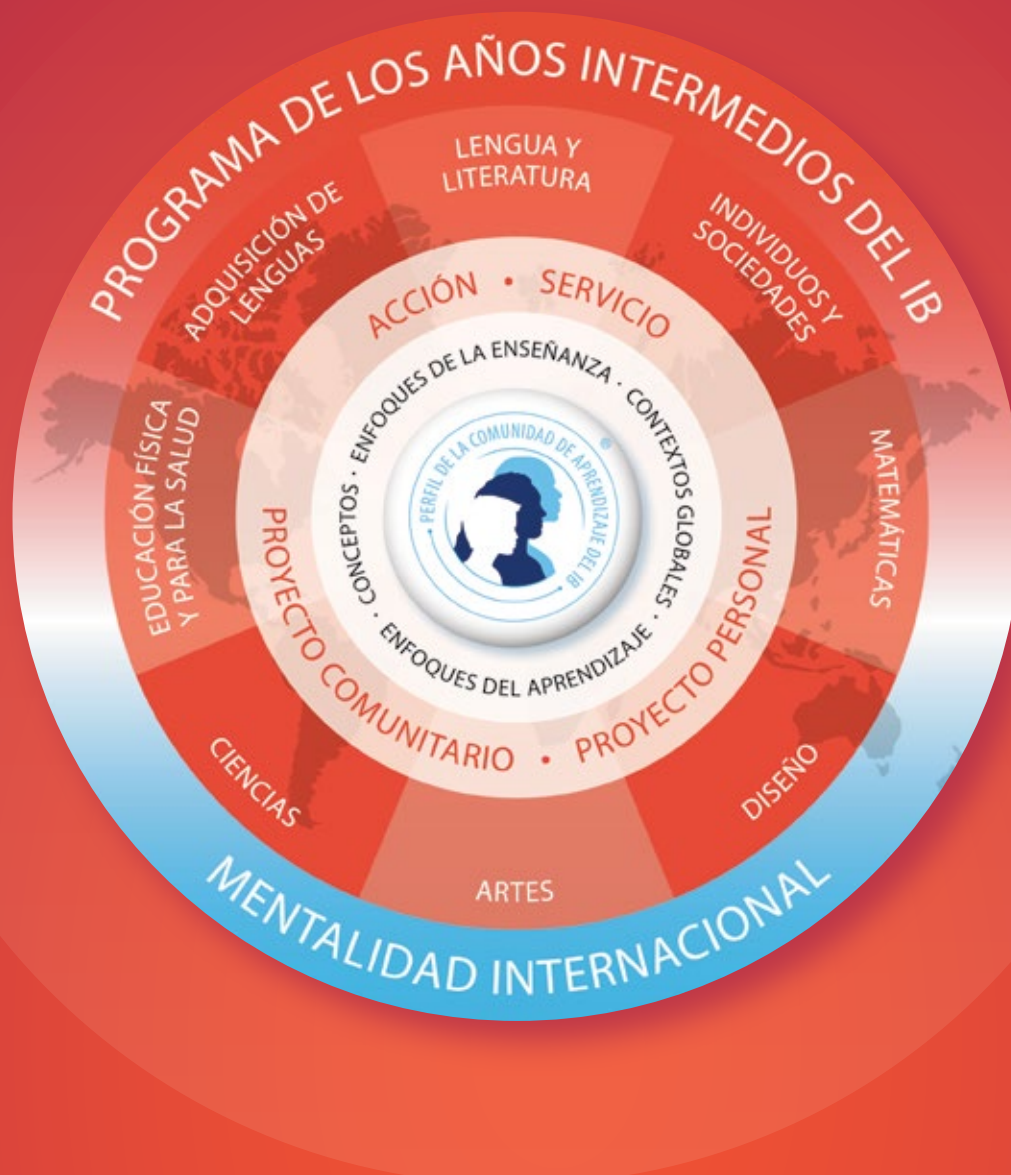 PROGRAMA DE LOS AÑOS INTERMEDIOS DEL IB
LENGUA Y
LITERATURA
INDIVIDUOS Y
SOCIEDADES
MATEMÁTICAS
DISEÑO
ARTES
CIENCIAS
EDUCACIÓN FÍSICA
Y PARA LA SALUD
ADQUISICIÓN DE
LENGUAS
ACCIÓN • SERVICIO
PROYECTO COMUNITARIO • PROYECTO PERSONAL
ENFOQUES DE LA ENSEÑANZA · CONTEXTOS GLOBALES · ENFOQUES DEL APRENDIZAJE · CONCEPTOS ·
• PERFIL DE LA COMUNIDAD DE APRENDIZAJE DEL IB •
®
MENTALIDAD INTERNACIONAL